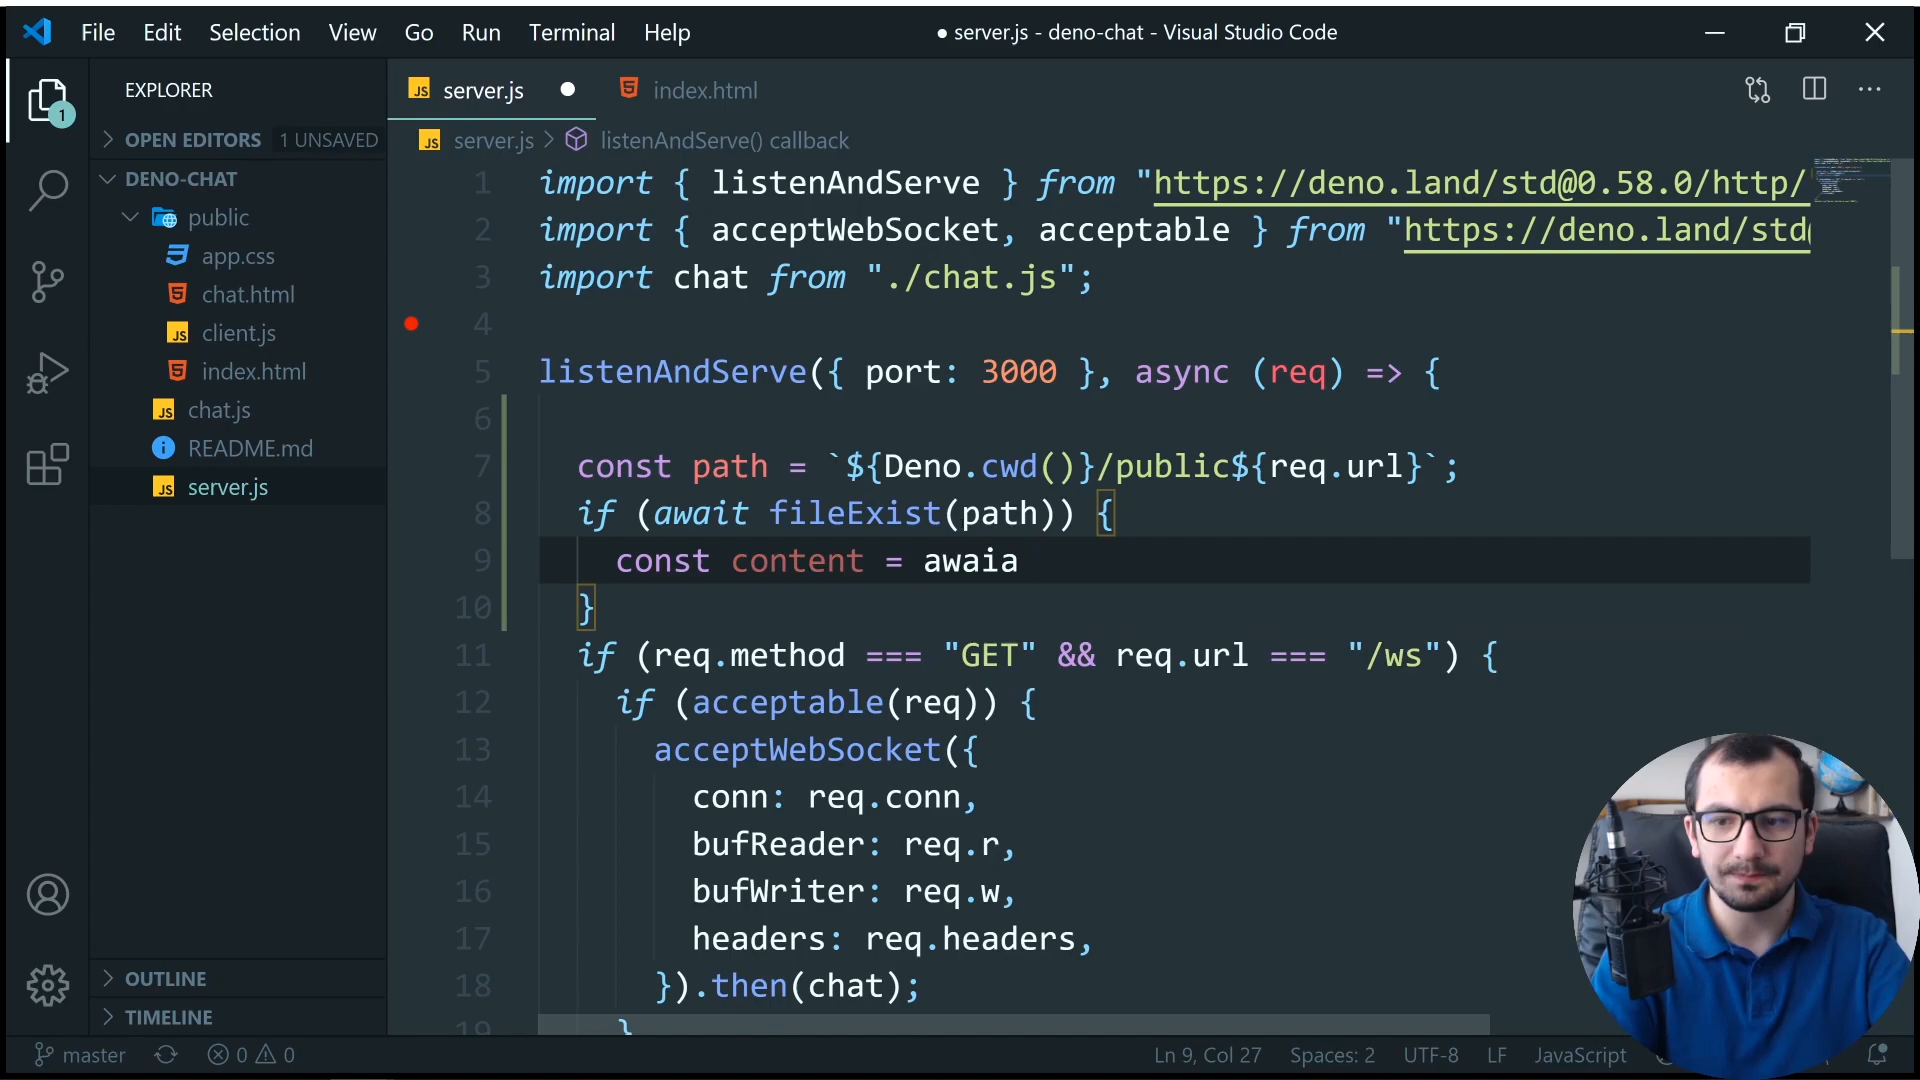 File Edit Selection View Go Run Terminal Help
● server.js - deno-chat - Visual Studio Code
EXPLORER
OPEN EDITORS 1 UNSAVED
DENO-CHAT
public
app.css
chat.html
client.js
index.html
chat.js
README.md
server.js
OUTLINE
TIMELINE
1
JS server.js ● index.html
JS server.js > listenAndServe() callback
1 import { listenAndServe } from "https://deno.land/std@0.58.0/http/
2 import { acceptWebSocket, acceptable } from "https://deno.land/std@
3 import chat from "./chat.js";
4
5 listenAndServe({ port: 3000 }, async (req) => {
6
7 const path = `${Deno.cwd()}/public${req.url}`;
8 if (await fileExist(path)) {
9 const content = awaia
10 }
11 if (req.method === "GET" && req.url === "/ws") {
12 if (acceptable(req)) {
13 acceptWebSocket({
14 conn: req.conn,
15 bufReader: req.r,
16 bufWriter: req.w,
17 headers: req.headers,
18 }).then(chat);
19 }
master 0 0 Ln 9, Col 27 Spaces: 2 UTF-8 LF JavaScript